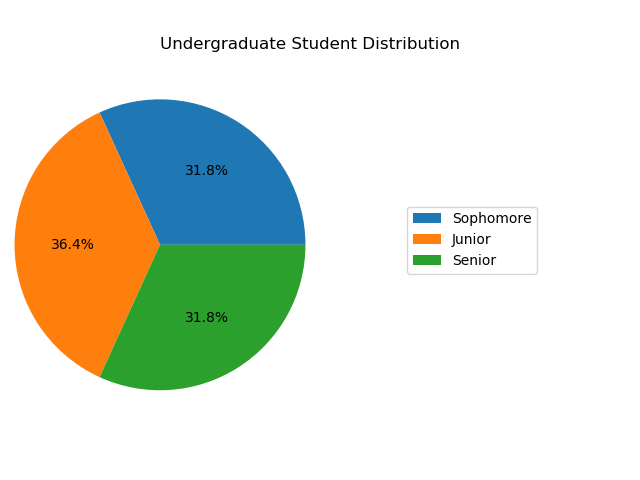 Undergraduate Student Distribution
31.8%
36.4%
31.8%
Sophomore
Junior
Senior